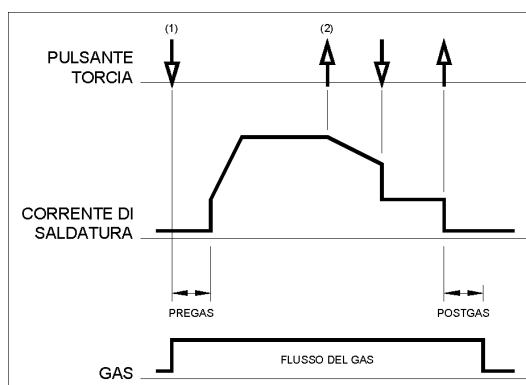 (1)
(2)
PULSANTE
TORCIA
CORRENTE DI
SALDATURA
PREGAS
POSTGAS
FLUSSO DEL GAS
GAS